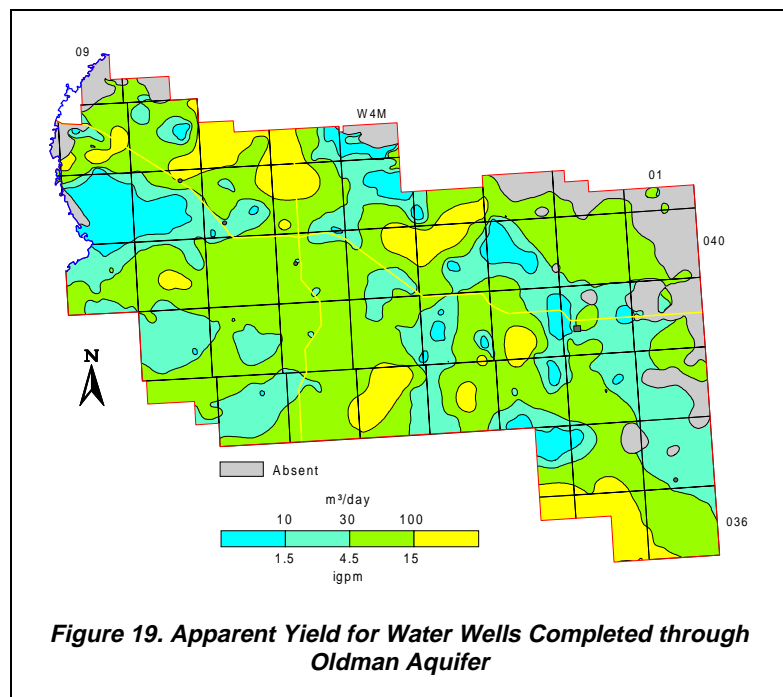 09
W4M
01
040
N
Absent
m³/day
10 30 100
1.5 4.5 15
igpm
036
Figure 19. Apparent Yield for Water Wells Completed through
Oldman Aquifer